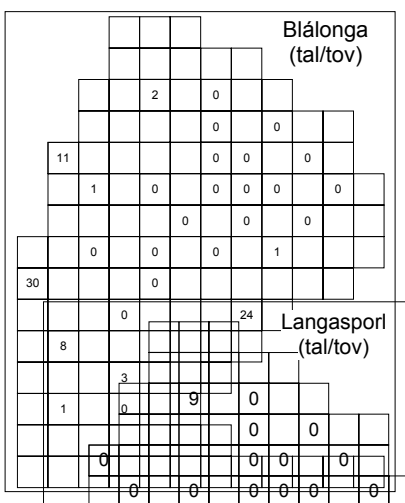 Blálonga
(tal/tov)
2 0
0 0
11 0 0 0
1 0 0 0 0 0
0 0 0
0 0 0 1
30 0
0 24
Langasporl
(tal/tov)
8
3
9 0
1 0
0 0
0 0 0 0
0 0 0 0 0 0